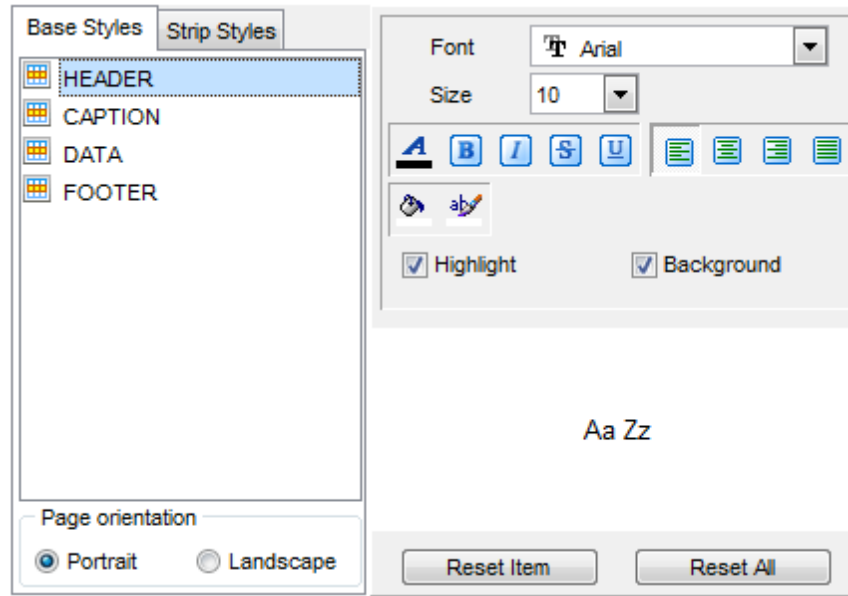 Base Styles
Strip Styles
HEADER
CAPTION
DATA
FOOTER
Page orientation
Portrait
Landscape
Font
Arial
Size
10
A B I S U
ab
Highlight
Background
Aa Zz
Reset Item
Reset All